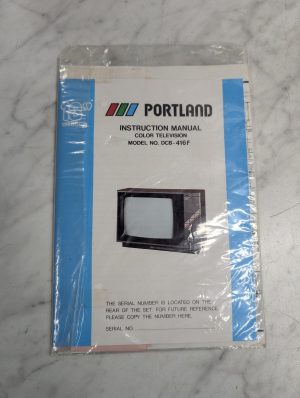 PORTLAND
INSTRUCTION MANUAL
COLOR TELEVISION
MODEL NO. DCB-416F
THE SERIAL NUMBER IS LOCATED ON THE
REAR OF THE SET. FOR FUTURE REFERENCE
PLEASE COPY THE NUMBER HERE.
SERIAL NO.